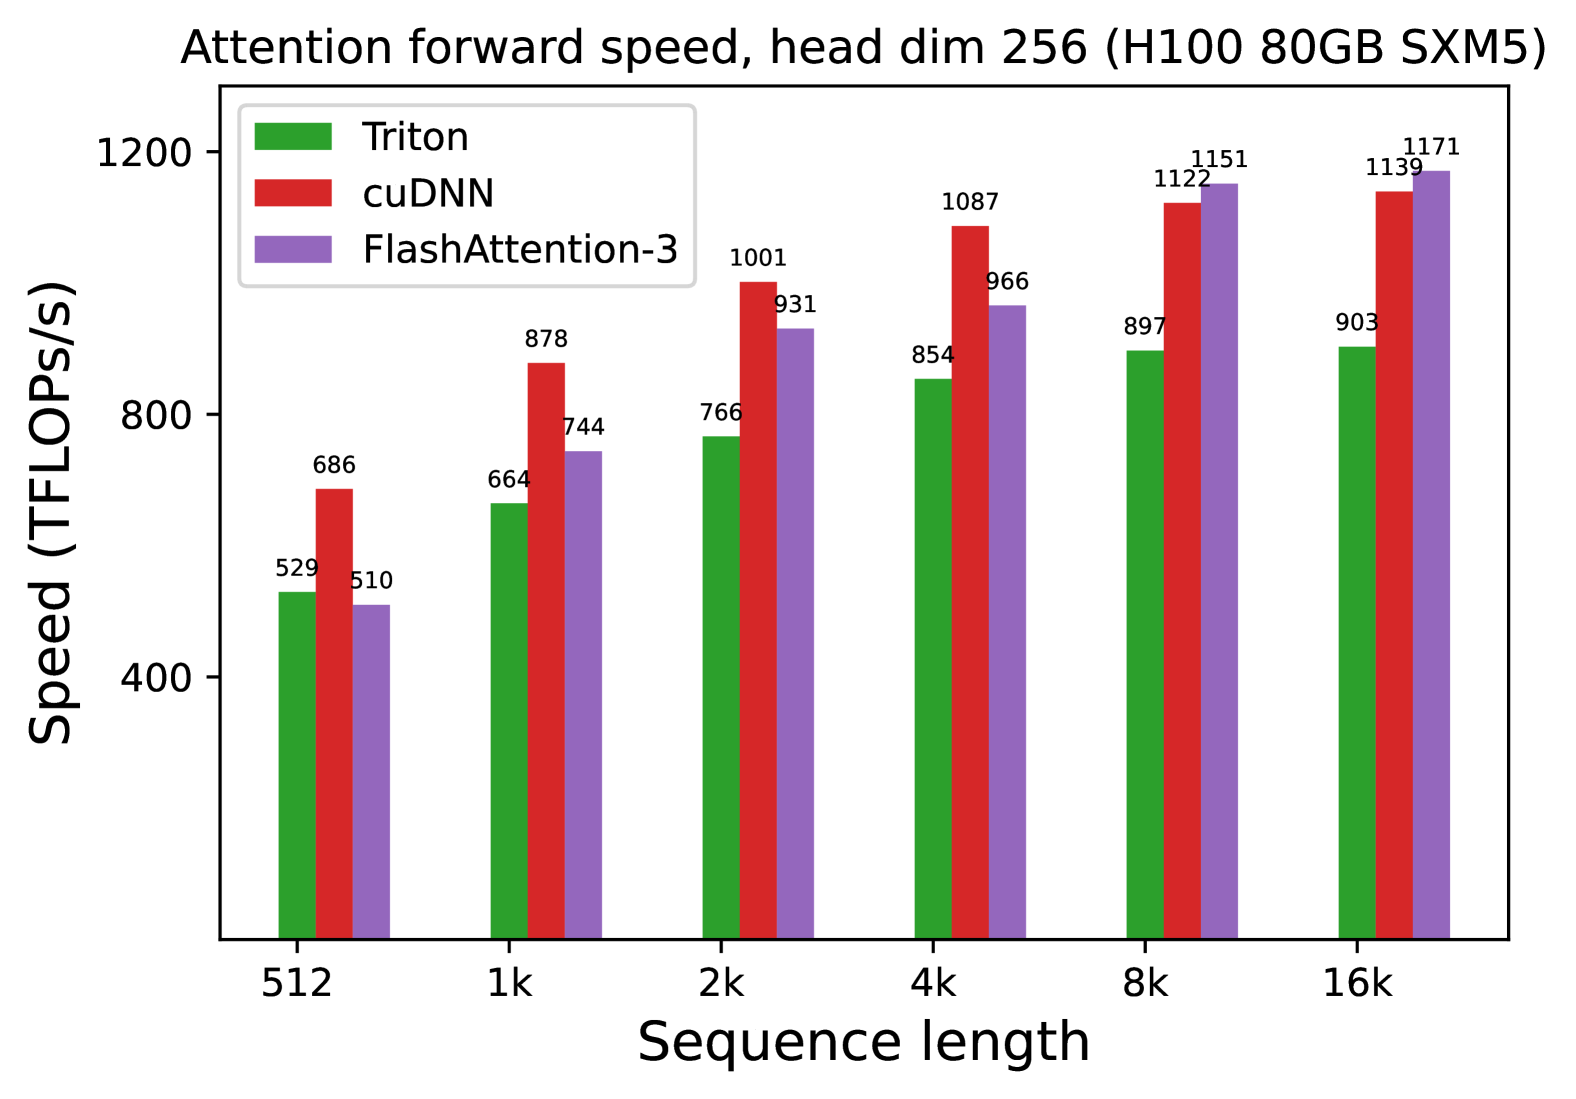 Attention forward speed, head dim 256 (H100 80GB SXM5)
Triton
cuDNN
FlashAttention-3
Speed (TFLOPs/s)
1200
800
400
529
686
510
664
878
744
766
1001
931
854
1087
966
897
1122
1151
903
1139
1171
512
1k
2k
4k
8k
16k
Sequence length